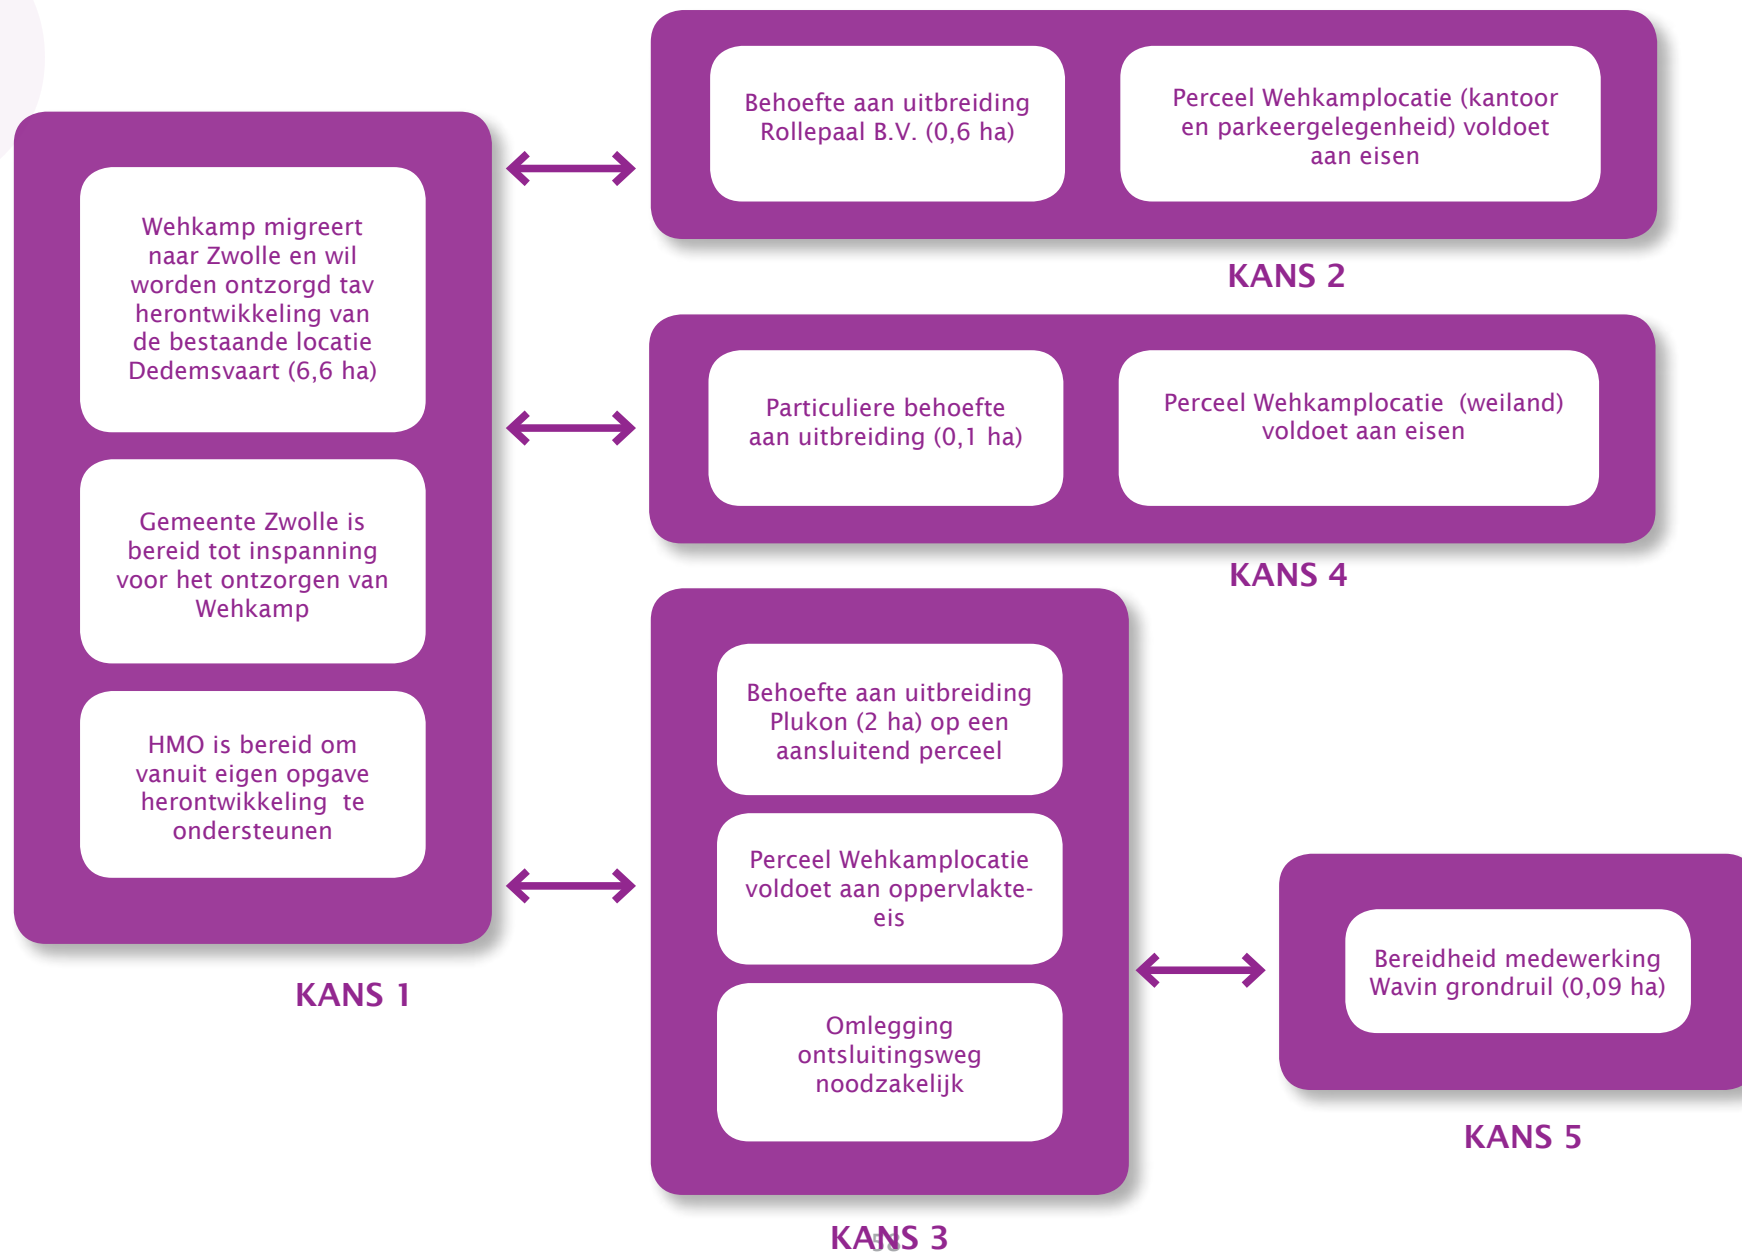 Wehkamp migreert
naar Zwolle en wil
worden ontzorgd tav
herontwikkeling van
de bestaande locatie
Dedemsvaart (6,6 ha)
Gemeente Zwolle is
bereid tot inspanning
voor het ontzorgen van
Wehkamp
HMO is bereid om
vanuit eigen opgave
herontwikkeling te
ondersteunen
KANS 1
Behoefte aan uitbreiding
Rollepaal B.V. (0,6 ha)
Perceel Wehkamplocatie (kantoor
en parkeergelegenheid) voldoet
aan eisen
KANS 2
Particuliere behoefte
aan uitbreiding (0,1 ha)
Perceel Wehkamplocatie (weiland)
voldoet aan eisen
KANS 4
Behoefte aan uitbreiding
Plukon (2 ha) op een
aansluitend perceel
Perceel Wehkamplocatie
voldoet aan oppervlakte-
eis
Omlegging
ontsluitingsweg
noodzakelijk
KANS 3
Bereidheid medewerking
Wavin grondruil (0,09 ha)
KANS 5